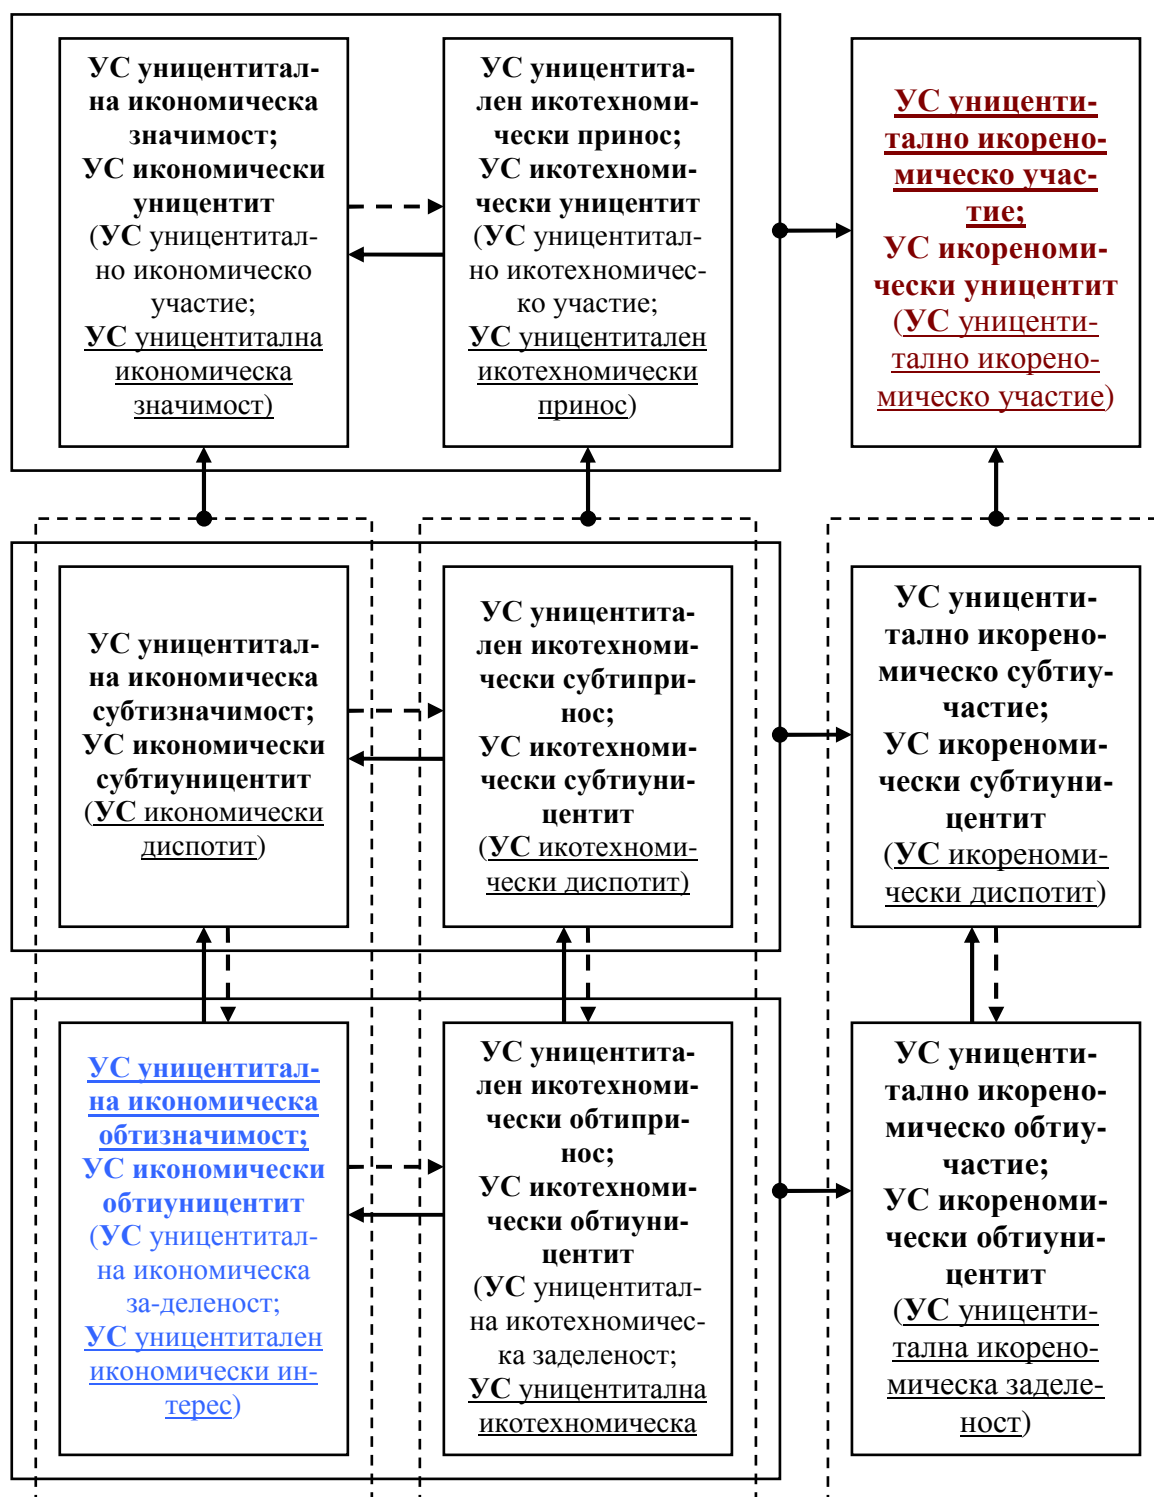 УС уницентитал-
на икономическа
значимост;
УС икономически
уницентит
(УС уницентитал-
но икономическо
участие;
УС уницентитална
икономическа
значимост)
УС уницентита-
лен икотехноми-
чески принос;
УС икотехноми-
чески уницентит
(УС уницентитал-
но икотехномичес-
ко участие;
УС уницентитален
икотехномически
принос)
УС униценти-
тално икорено-
мическо учас-
тие;
УС икореноми-
чески уницентит
(УС униценти-
тално икорено-
мическо участие)
УС уницентитал-
на икономическа
субтизначимост;
УС икономически
субтиуницентит
(УС икономически
диспотит)
УС уницентита-
лен икотехноми-
чески субтипри-
нос;
УС икотехноми-
чески субтиуни-
центит
(УС икотехноми-
чески диспотит)
УС униценти-
тално икорено-
мическо субтиу-
частие;
УС икореноми-
чески субтиуни-
центит
(УС икореноми-
чески диспотит)
УС уницентитал-
на икономическа
обтизначимост;
УС икономически
обтиуницентит
(УС уницентитал-
на икономическа
за-деленост;
УС уницентитален
икономически ин-
терес)
УС уницентита-
лен икотехноми-
чески обтипри-
нос;
УС икотехноми-
чески обтиуни-
центит
(УС уницентитал-
на икотехномичес-
ка заделеност;
УС уницентитална
икотехномическа
УС униценти-
тално икорено-
мическо обтиу-
частие;
УС икореноми-
чески обтиуни-
центит
(УС униценти-
тална икорено-
мическа заделе-
ност)